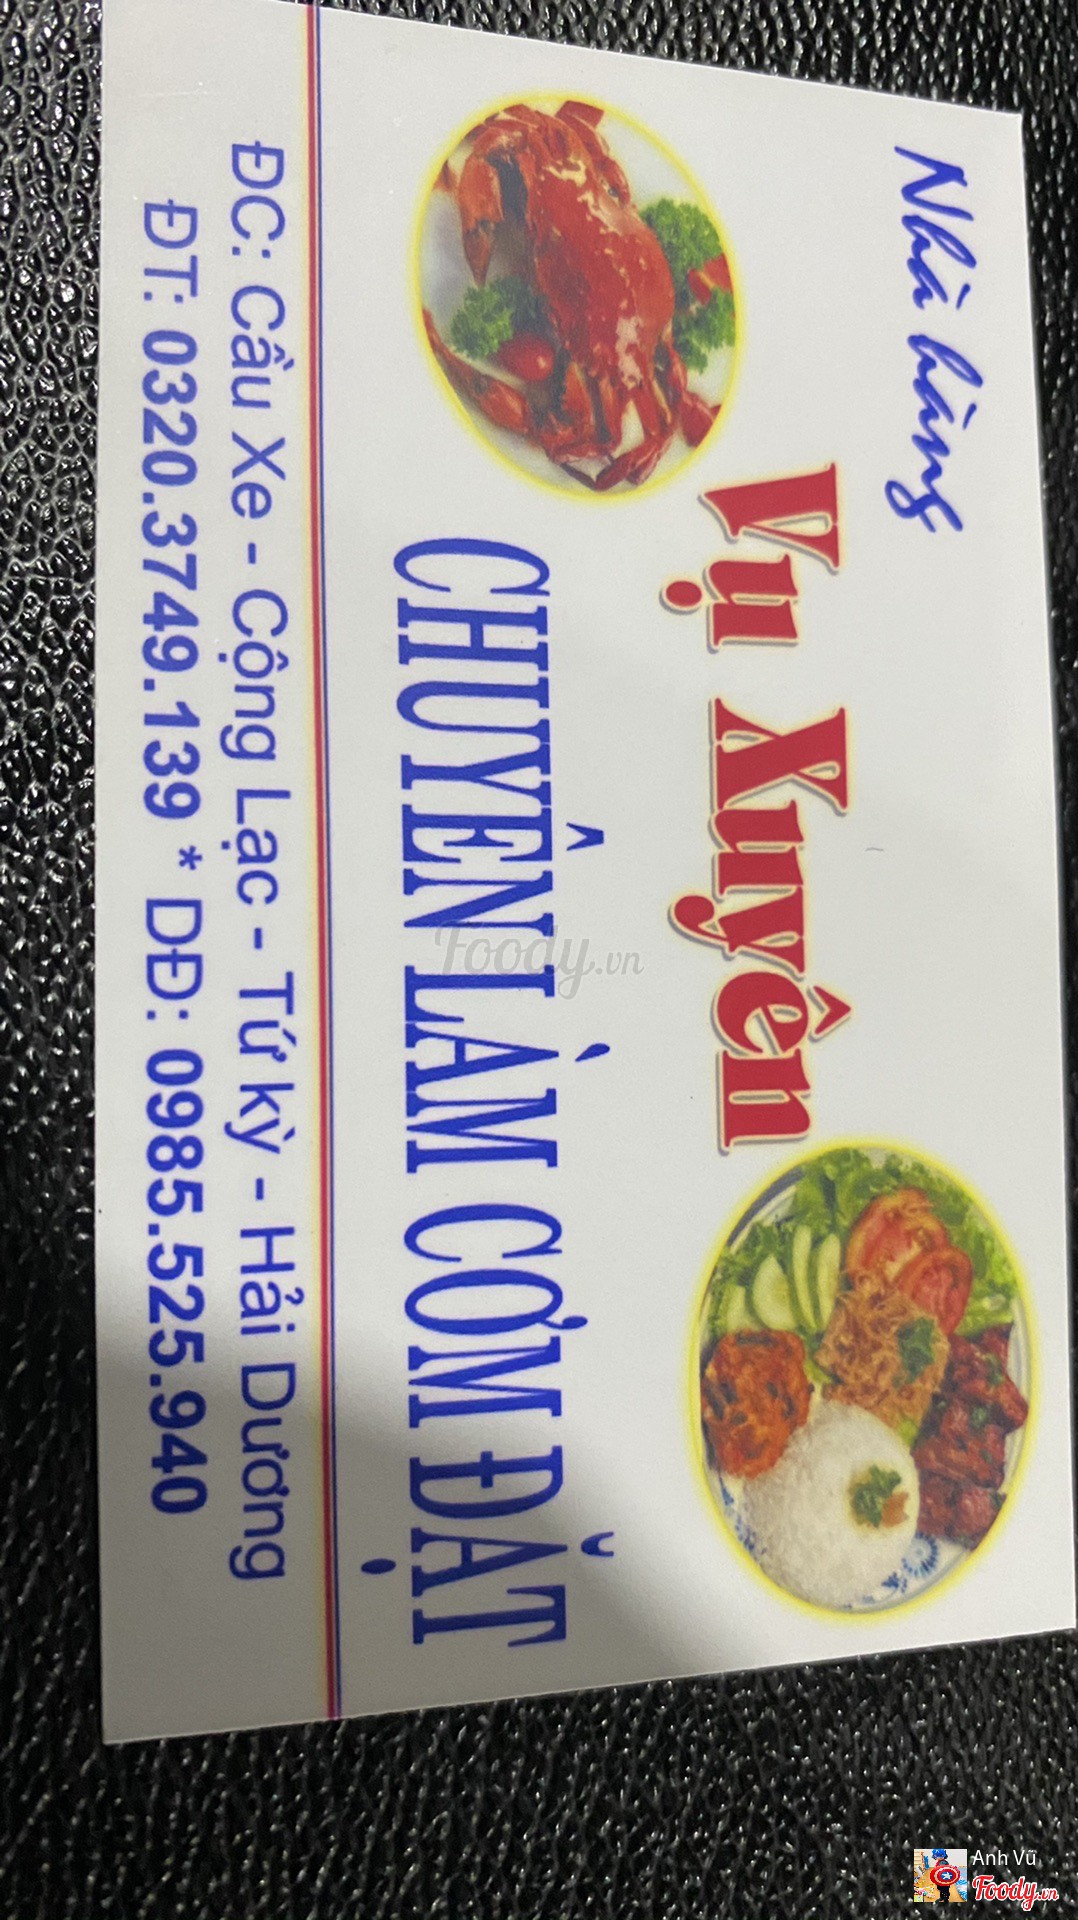 Nhà hàng
Vụ Xuyên
CHUYÊN LÀM CƠM ĐẶT
ĐC: Cầu Xe - Cộng Lạc - Tứ kỳ - Hải Dương
ĐT: 0320.3749.139 * DĐ: 0985.525.940
Foody.vn
Anh Vũ
Foody.vn